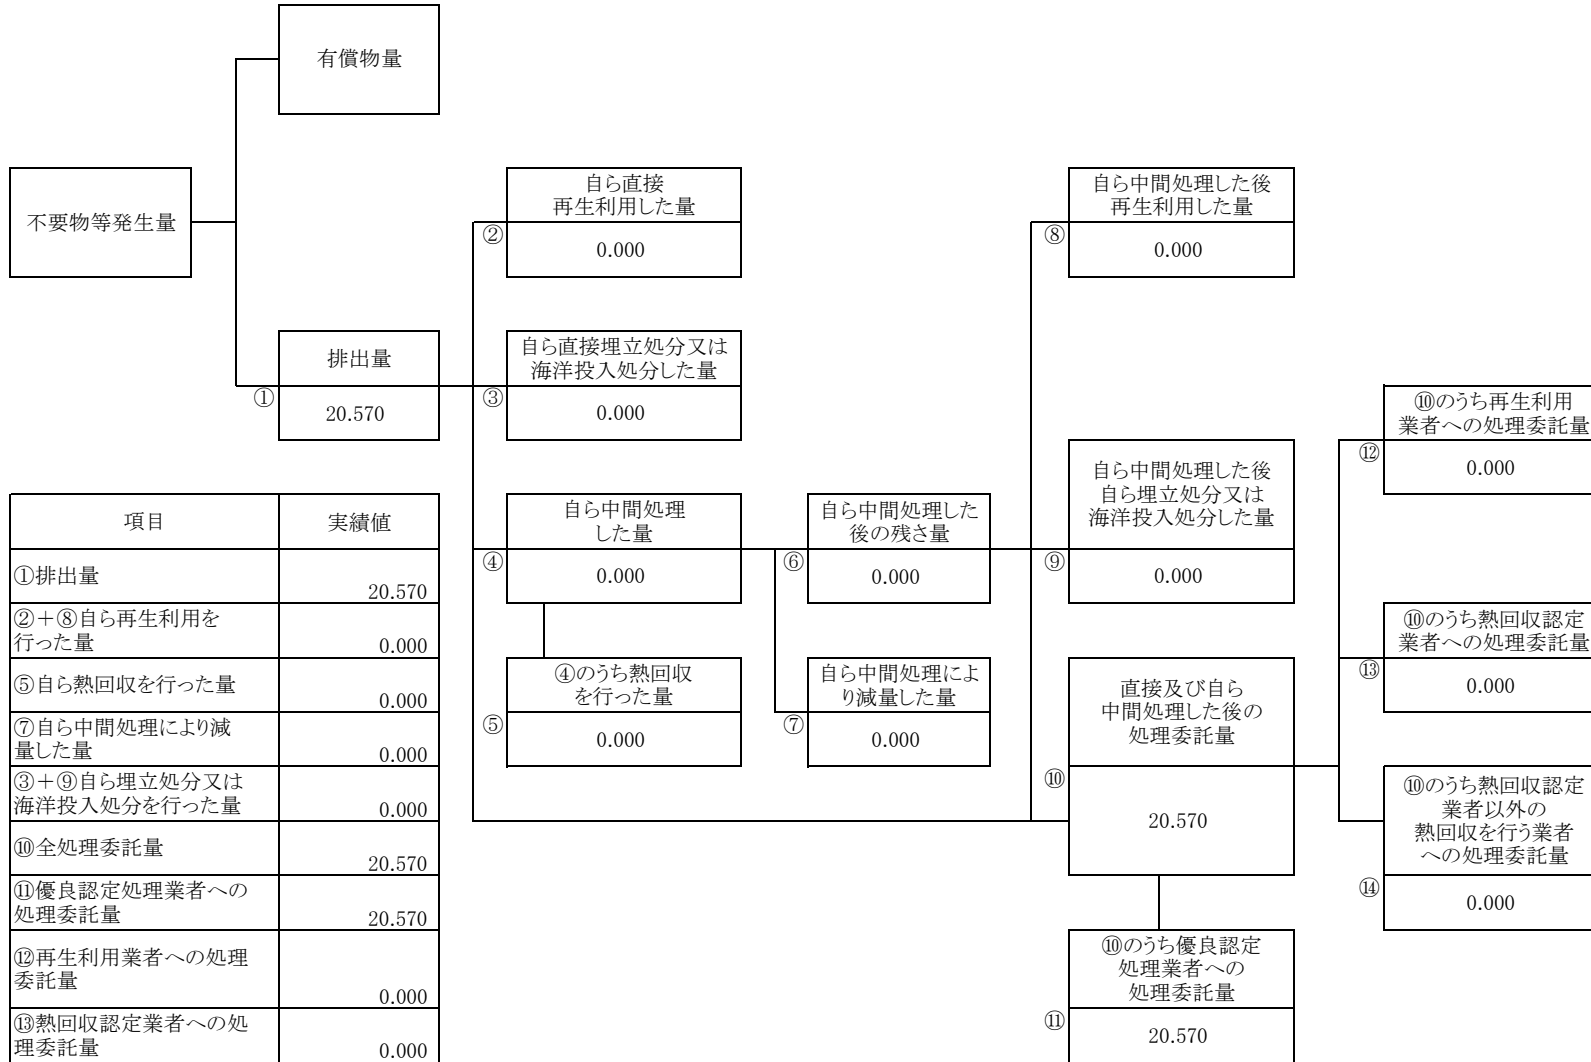 有償物量
不要物等発生量
排出量
①
20.570
自ら直接
再生利用した量
②
0.000
自ら直接埋立処分又は
海洋投入処分した量
③
0.000
自ら中間処理
した量
④
0.000
④のうち熱回収
を行った量
⑤
0.000
自ら中間処理した
後の残さ量
⑥
0.000
自ら中間処理によ
り減量した量
⑦
0.000
自ら中間処理した後
再生利用した量
⑧
0.000
自ら中間処理した後
自ら埋立処分又は
海洋投入処分した量
⑨
0.000
直接及び自ら
中間処理した後の
処理委託量
⑩
20.570
⑩のうち優良認定
処理業者への
処理委託量
⑪
20.570
⑩のうち再生利用
業者への処理委託量
⑫
0.000
⑩のうち熱回収認定
業者への処理委託量
⑬
0.000
⑩のうち熱回収認定
業者以外の
熱回収を行う業者
への処理委託量
⑭
0.000
項目 実績値
①排出量
20.570
②＋⑧自ら再生利用を
行った量 0.000
⑤自ら熱回収を行った量
0.000
⑦自ら中間処理により減
量した量 0.000
③＋⑨自ら埋立処分又は
海洋投入処分を行った量 0.000
⑩全処理委託量
20.570
⑪優良認定処理業者への
処理委託量 20.570
⑫再生利用業者への処理
委託量
0.000
⑬熱回収認定業者への処
理委託量 0.000